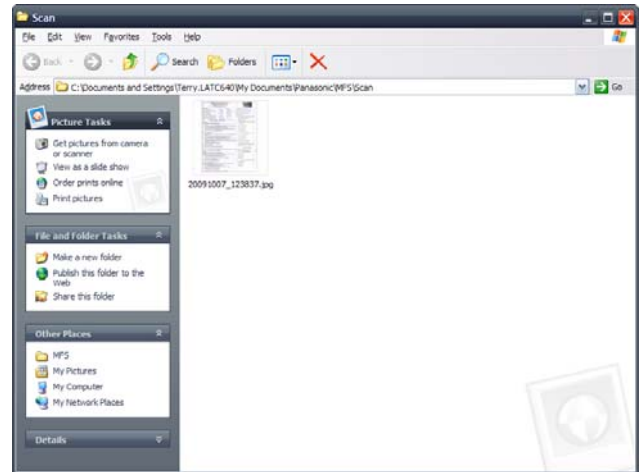 Scan
File Edit View Favorites Tools Help
Back Search Folders
Address C:\Documents and Settings\Terry.LATC640\My Documents\Panasonic\MFS\Scan Go
Picture Tasks
Get pictures from camera
or scanner
View as a slide show
Order prints online
Print pictures
20091007_123837.jpg
File and Folder Tasks
Make a new folder
Publish this folder to the
Web
Share this folder
Other Places
MFS
My Pictures
My Computer
My Network Places
Details